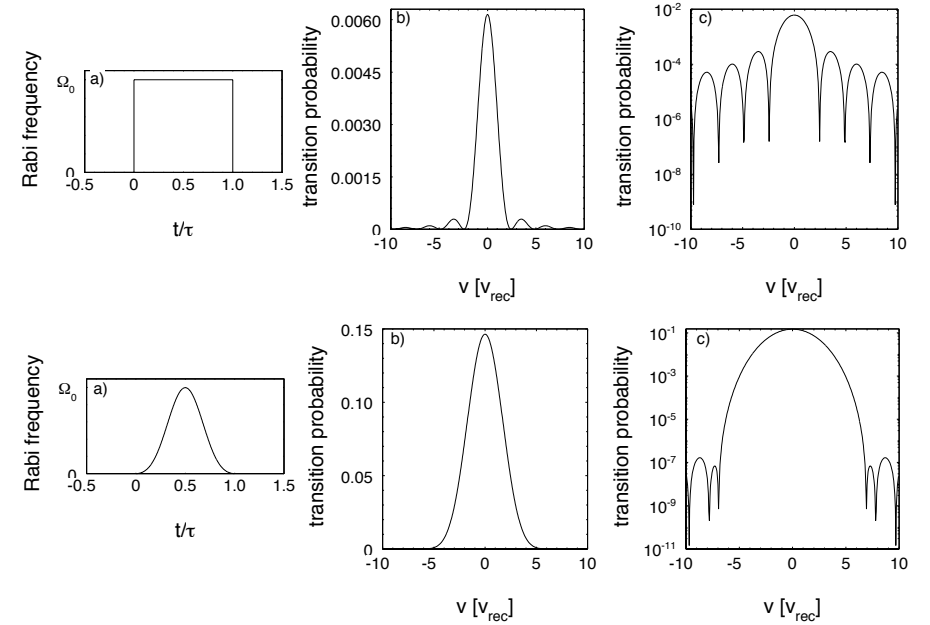 Rabi frequency
Ω0
a)
0
-0.5 0 0.5 1.0 1.5
t/τ
transition probability
b)
0.0060
0.0045
0.0030
0.0015
0
-10 -5 0 5 10
v [vrec]
transition probability
c)
10-2
10-4
10-6
10-8
10-10
-10 -5 0 5 10
v [vrec]
Rabi frequency
Ω0
a)
0
-0.5 0 0.5 1.0 1.5
t/τ
transition probability
b)
0.15
0.10
0.05
0
-10 -5 0 5 10
v [vrec]
transition probability
c)
10-1
10-3
10-5
10-7
10-9
10-11
-10 -5 0 5 10
v [vrec]